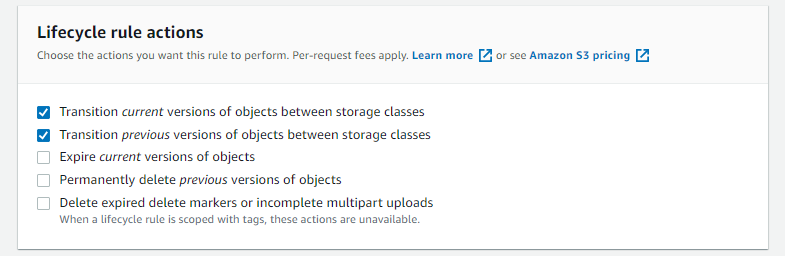 Lifecycle rule actions
Choose the actions you want this rule to perform. Per-request fees apply. Learn more or see Amazon S3 pricing
Transition current versions of objects between storage classes
Transition previous versions of objects between storage classes
Expire current versions of objects
Permanently delete previous versions of objects
Delete expired delete markers or incomplete multipart uploads
When a lifecycle rule is scoped with tags, these actions are unavailable.